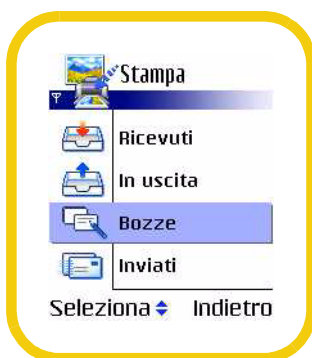 Stampa
Ricevuti
In uscita
Bozze
Inviati
Seleziona Indietro